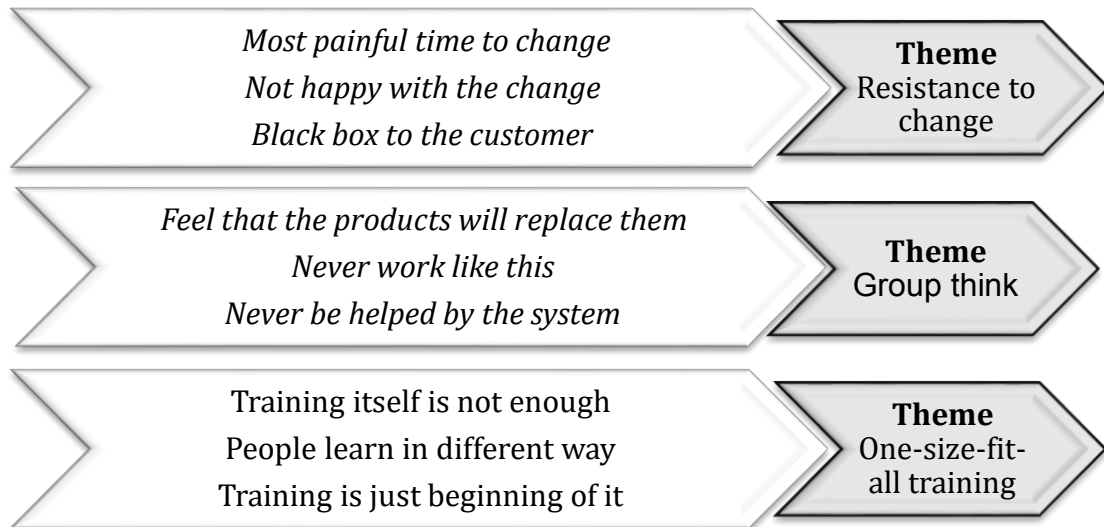 Most painful time to change
Not happy with the change
Black box to the customer
Theme
Resistance to
change
Feel that the products will replace them
Never work like this
Never be helped by the system
Theme
Group think
Training itself is not enough
People learn in different way
Training is just beginning of it
Theme
One-size-fit-
all training